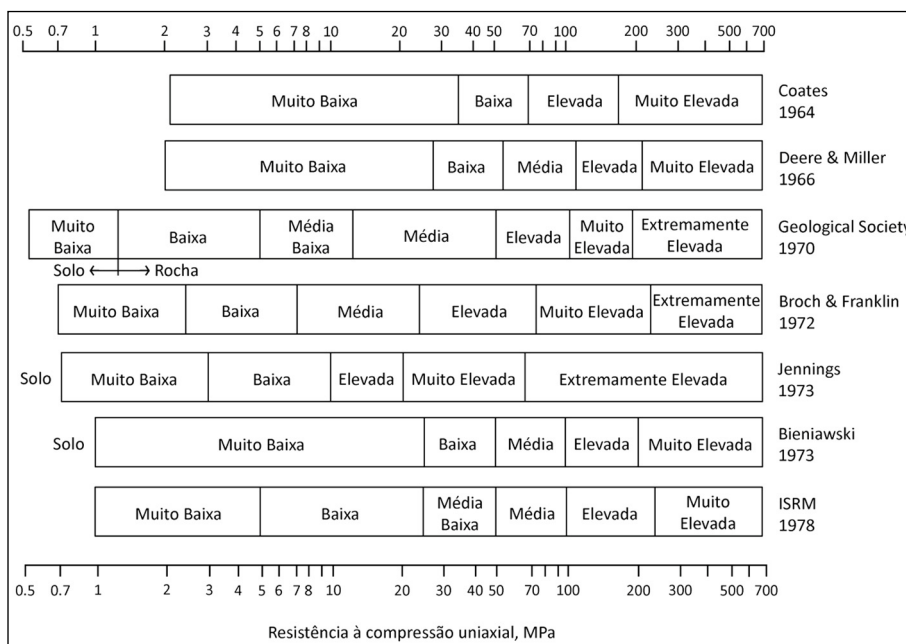 0.5 0.7 1 2 3 4 5 6 7 8 10 20 30 40 50 70 100 200 300 500 700
Muito Baixa Baixa Elevada Muito Elevada Coates
1964
Muito Baixa Baixa Média Elevada Muito Elevada Deere & Miller
1966
Muito
Baixa
Baixa
Média
Baixa
Média
Elevada
Muito
Elevada
Extremamente
Elevada
Geological Society
1970
Solo Rocha
Muito Baixa Baixa Média Elevada Muito Elevada
Extremamente
Elevada
Broch & Franklin
1972
Solo Muito Baixa Baixa Elevada Muito Elevada Extremamente Elevada Jennings
1973
Solo Muito Baixa Baixa Média Elevada Muito Elevada Bieniawski
1973
Muito Baixa Baixa
Média
Baixa
Média
Elevada
Muito
Elevada
ISRM
1978
0.5 0.7 1 2 3 4 5 6 7 8 10 20 30 40 50 70 100 200 300 500 700
Resistência à compressão uniaxial, MPa